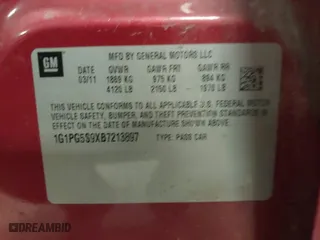 GM
MFD BY GENERAL MOTORS LLC
DATE GVWR GAWR FRT GAWR RR
03/11 1869 KG 975 KG 894 KG
4120 LB 2150 LB 1970 LB
THIS VEHICLE CONFORMS TO ALL APPLICABLE U.S. FEDERAL MOTOR
VEHICLE SAFETY, BUMPER, AND THEFT PREVENTION STANDARDS IN
EFFECT ON THE DATE OF MANUFACTURE SHOWN ABOVE.
1G1PG5S9XB7213897 TYPE: PASS CAR
DREAMBID